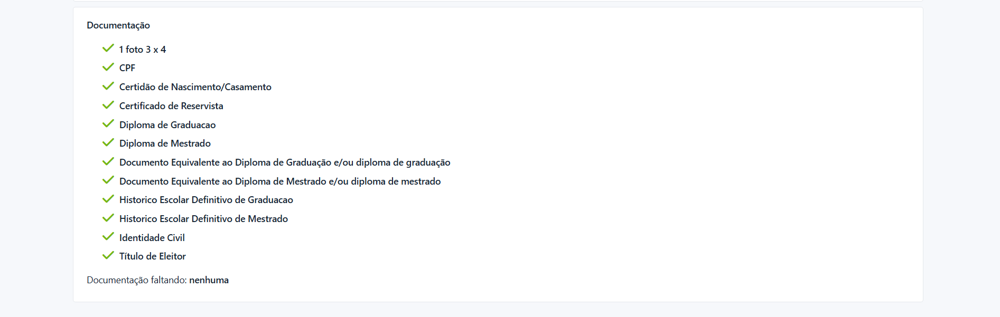 Documentação
1 foto 3 x 4
CPF
Certidão de Nascimento/Casamento
Certificado de Reservista
Diploma de Graduacao
Diploma de Mestrado
Documento Equivalente ao Diploma de Graduação e/ou diploma de graduação
Documento Equivalente ao Diploma de Mestrado e/ou diploma de mestrado
Historico Escolar Definitivo de Graduacao
Historico Escolar Definitivo de Mestrado
Identidade Civil
Título de Eleitor
Documentação faltando: nenhuma